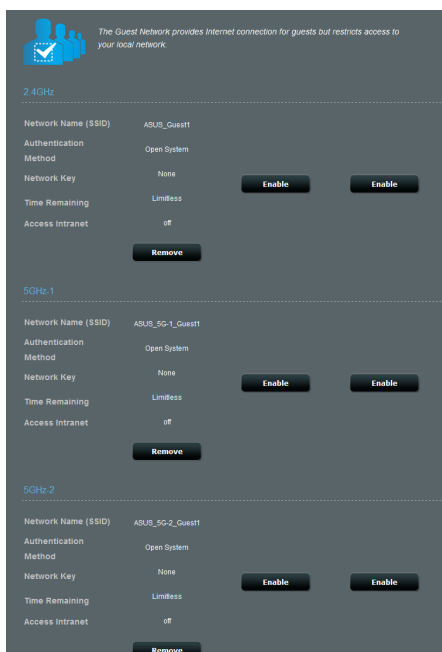 The Guest Network provides Internet connection for guests but restricts access to
your local network.
2.4GHz
Network Name (SSID) ASUS_Guest1
Authentication
Method Open System
Network Key None
Enable Enable
Time Remaining Limitless
Access Intranet off
Remove
5GHz-1
Network Name (SSID) ASUS_5G-1_Guest1
Authentication
Method Open System
Network Key None
Enable Enable
Time Remaining Limitless
Access Intranet off
Remove
5GHz-2
Network Name (SSID) ASUS_5G-2_Guest1
Authentication
Method Open System
Network Key None
Enable Enable
Time Remaining Limitless
Access Intranet off
Remove